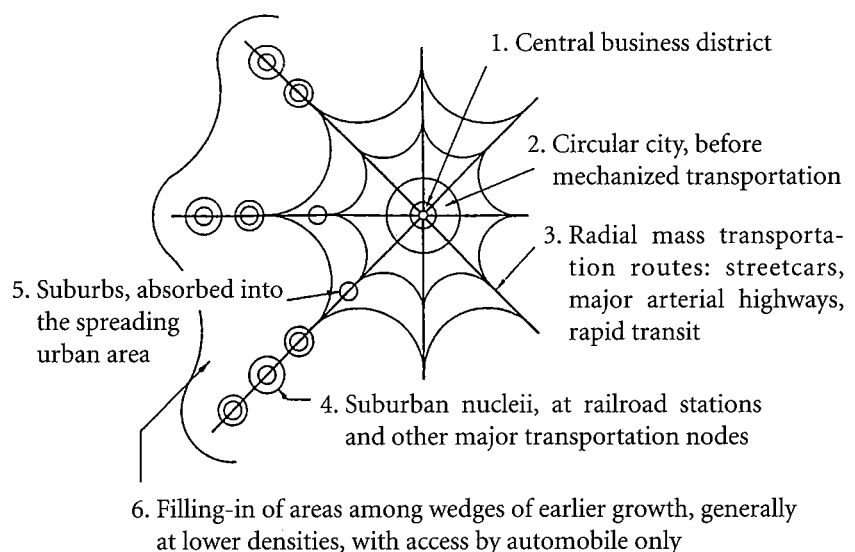 1. Central business district
2. Circular city, before
mechanized transportation
3. Radial mass transporta-
tion routes: streetcars,
major arterial highways,
rapid transit
5. Suburbs, absorbed into
the spreading
urban area
4. Suburban nucleii, at railroad stations
and other major transportation nodes
6. Filling-in of areas among wedges of earlier growth, generally
at lower densities, with access by automobile only